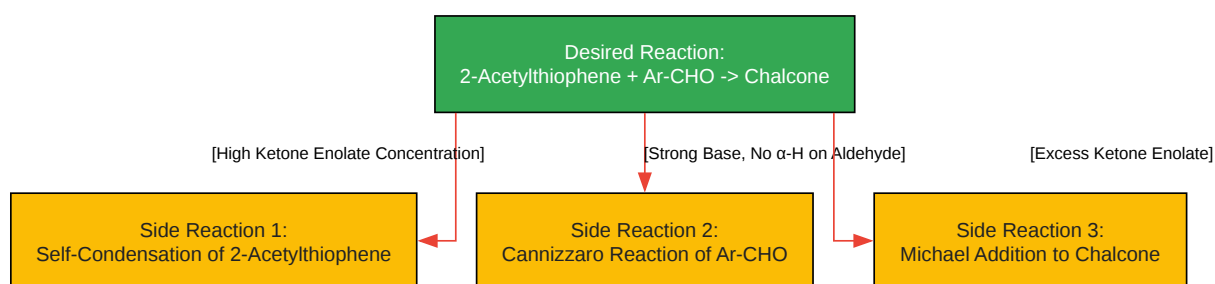 Desired Reaction:
2-Acetylthiophene + Ar-CHO -> Chalcone
[High Ketone Enolate Concentration]
[Strong Base, No α-H on Aldehyde]
[Excess Ketone Enolate]
Side Reaction 1:
Self-Condensation of 2-Acetylthiophene
Side Reaction 2:
Cannizzaro Reaction of Ar-CHO
Side Reaction 3:
Michael Addition to Chalcone